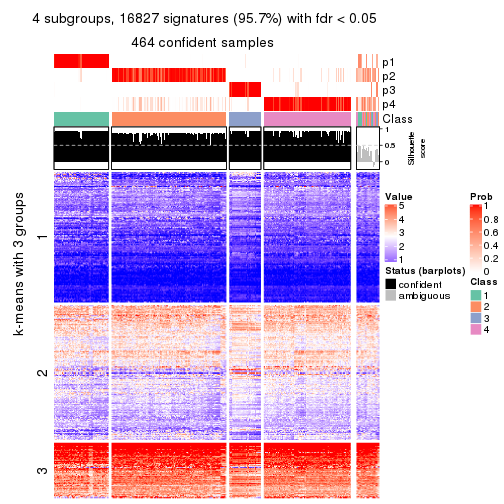 4 subgroups, 16827 signatures (95.7%) with fdr < 0.05
464 confident samples
p1
p2
p3
p4
Class
1
0.5
0
Silhouette
score
k-means with 3 groups
1
2
3
Value
5
4
3
2
1
Status (barplots)
confident
ambiguous
Prob
1
0.8
0.6
0.4
0.2
0
Class
1
2
3
4